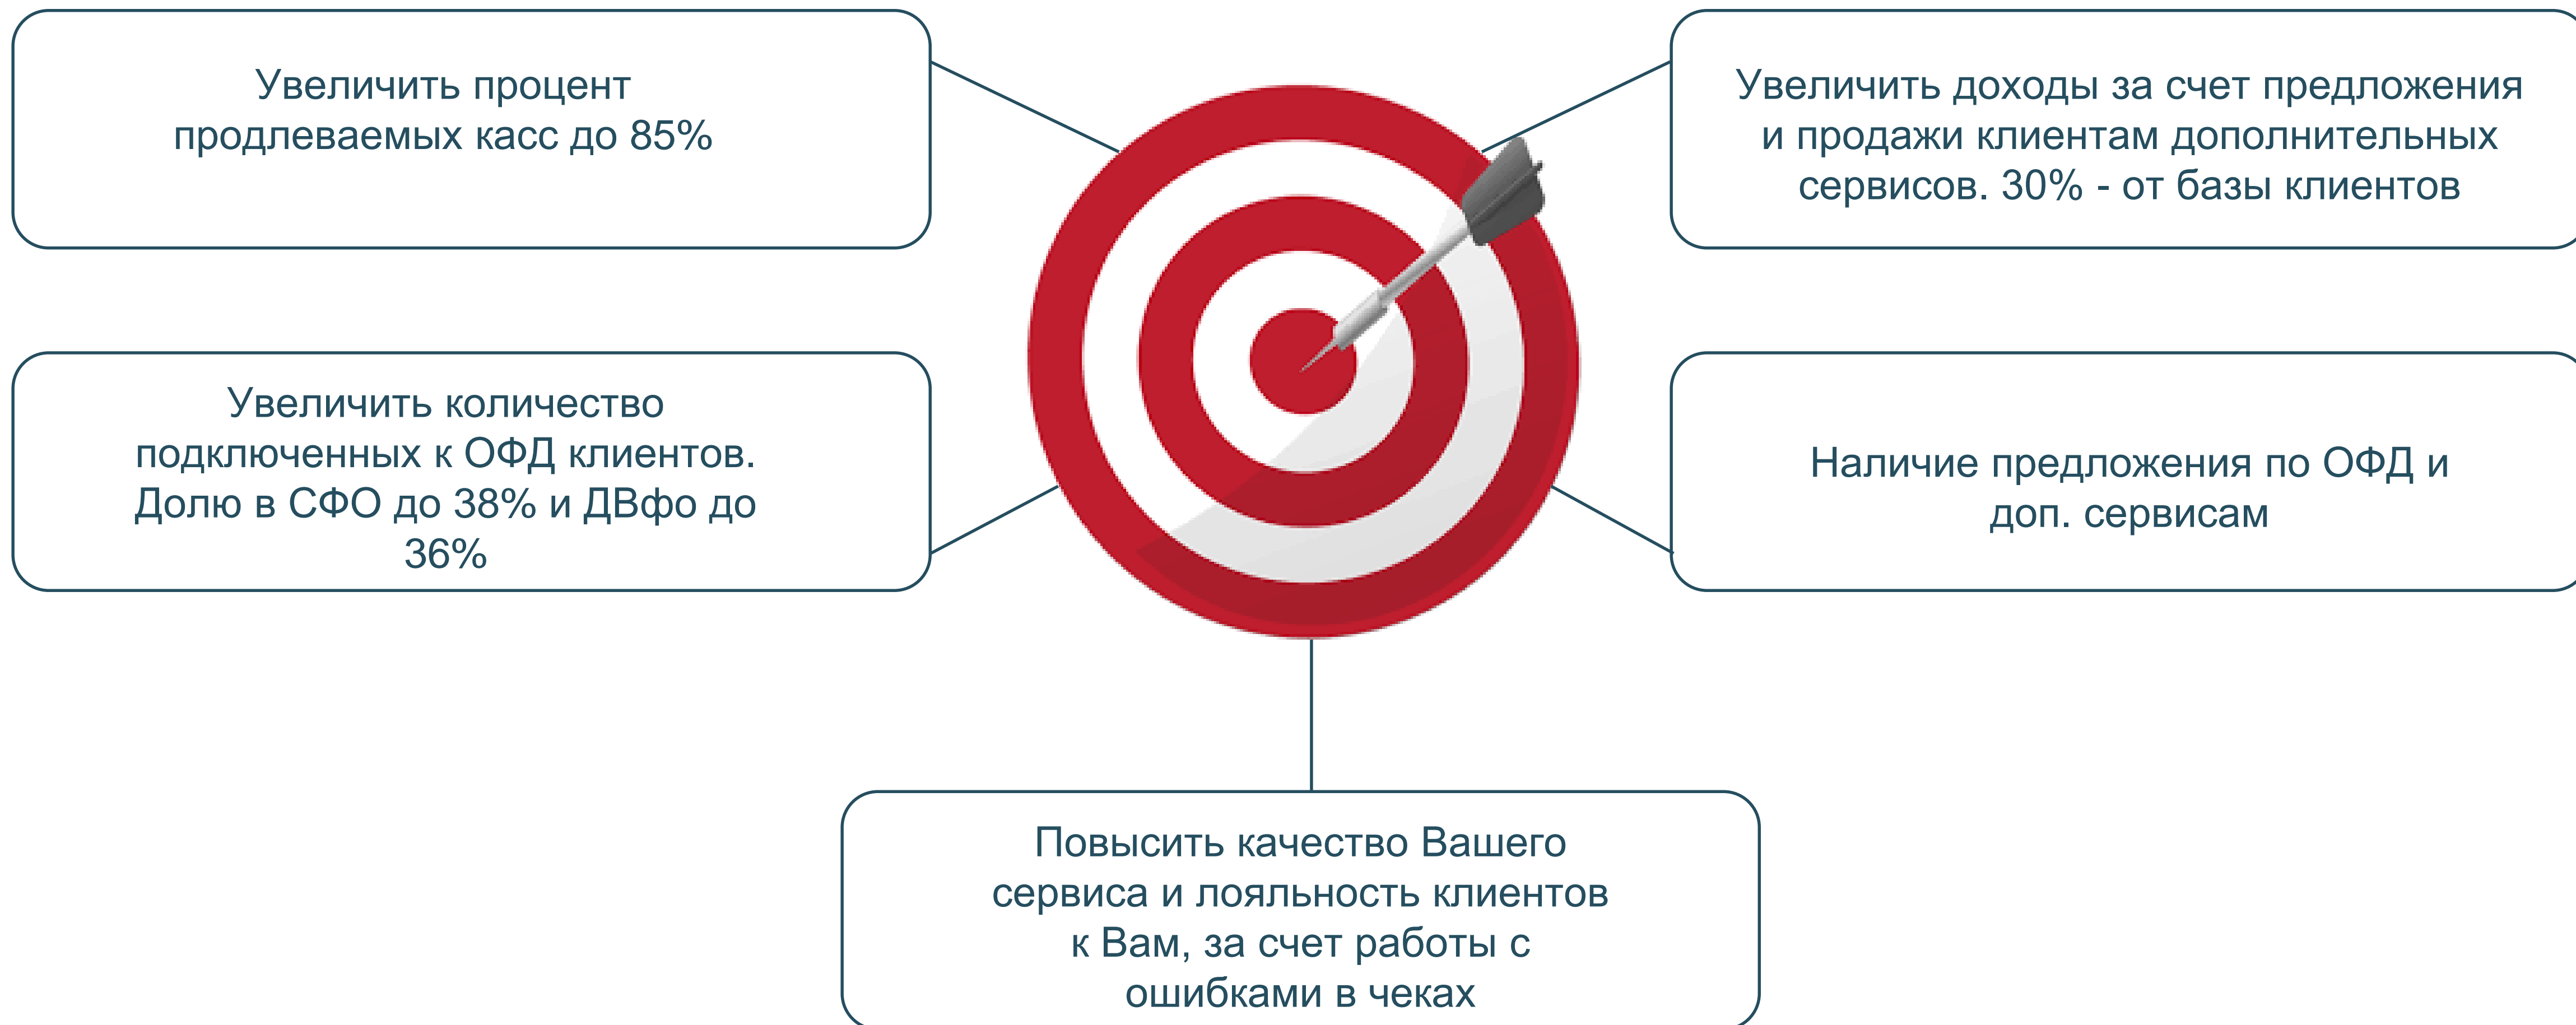 Увеличить процент
продлеваемых касс до 85%
Увеличить доходы за счет предложения
и продажи клиентам дополнительных
сервисов. 30% - от базы клиентов
Увеличить количество
подключенных к ОФД клиентов.
Долю в СФО до 38% и ДВфо до
36%
Наличие предложения по ОФД и
доп. сервисам
Повысить качество Вашего
сервиса и лояльность клиентов
к Вам, за счет работы с
ошибками в чеках